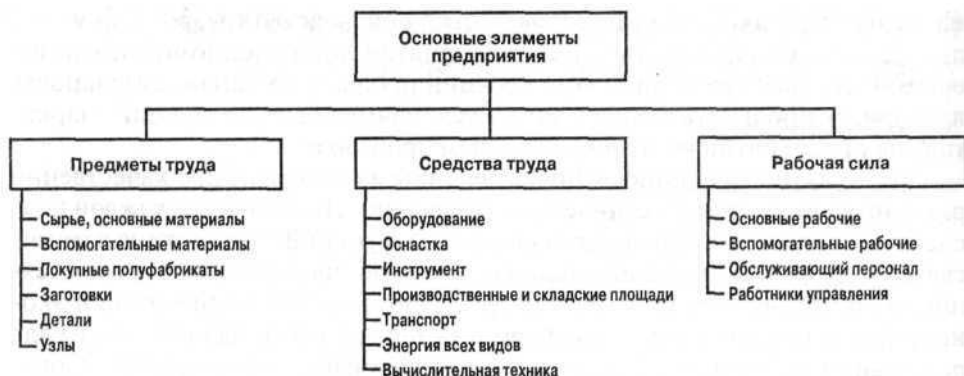 Основные элементы
предприятия
Предметы труда
Сырье, основные материалы
Вспомогательные материалы
Покупные полуфабрикаты
Заготовки
Детали
Узлы
Средства труда
Оборудование
Оснастка
Инструмент
Производственные и складские площади
Транспорт
Энергия всех видов
Вычислительная техника
Рабочая сила
Основные рабочие
Вспомогательные рабочие
Обслуживающий персонал
Работники управления